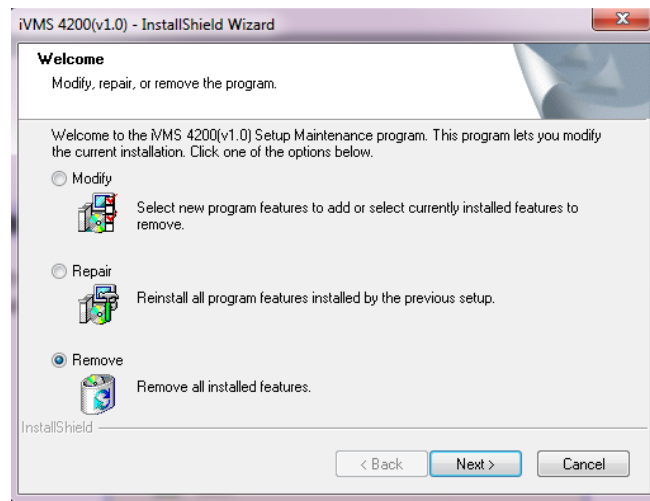 iVMS 4200(v1.0) - InstallShield Wizard
Welcome
Modify, repair, or remove the program.
Welcome to the iVMS 4200(v1.0) Setup Maintenance program. This program lets you modify
the current installation. Click one of the options below.
Modify
Select new program features to add or select currently installed features to
remove.
Repair
Reinstall all program features installed by the previous setup.
Remove
Remove all installed features.
InstallShield
< Back Next > Cancel